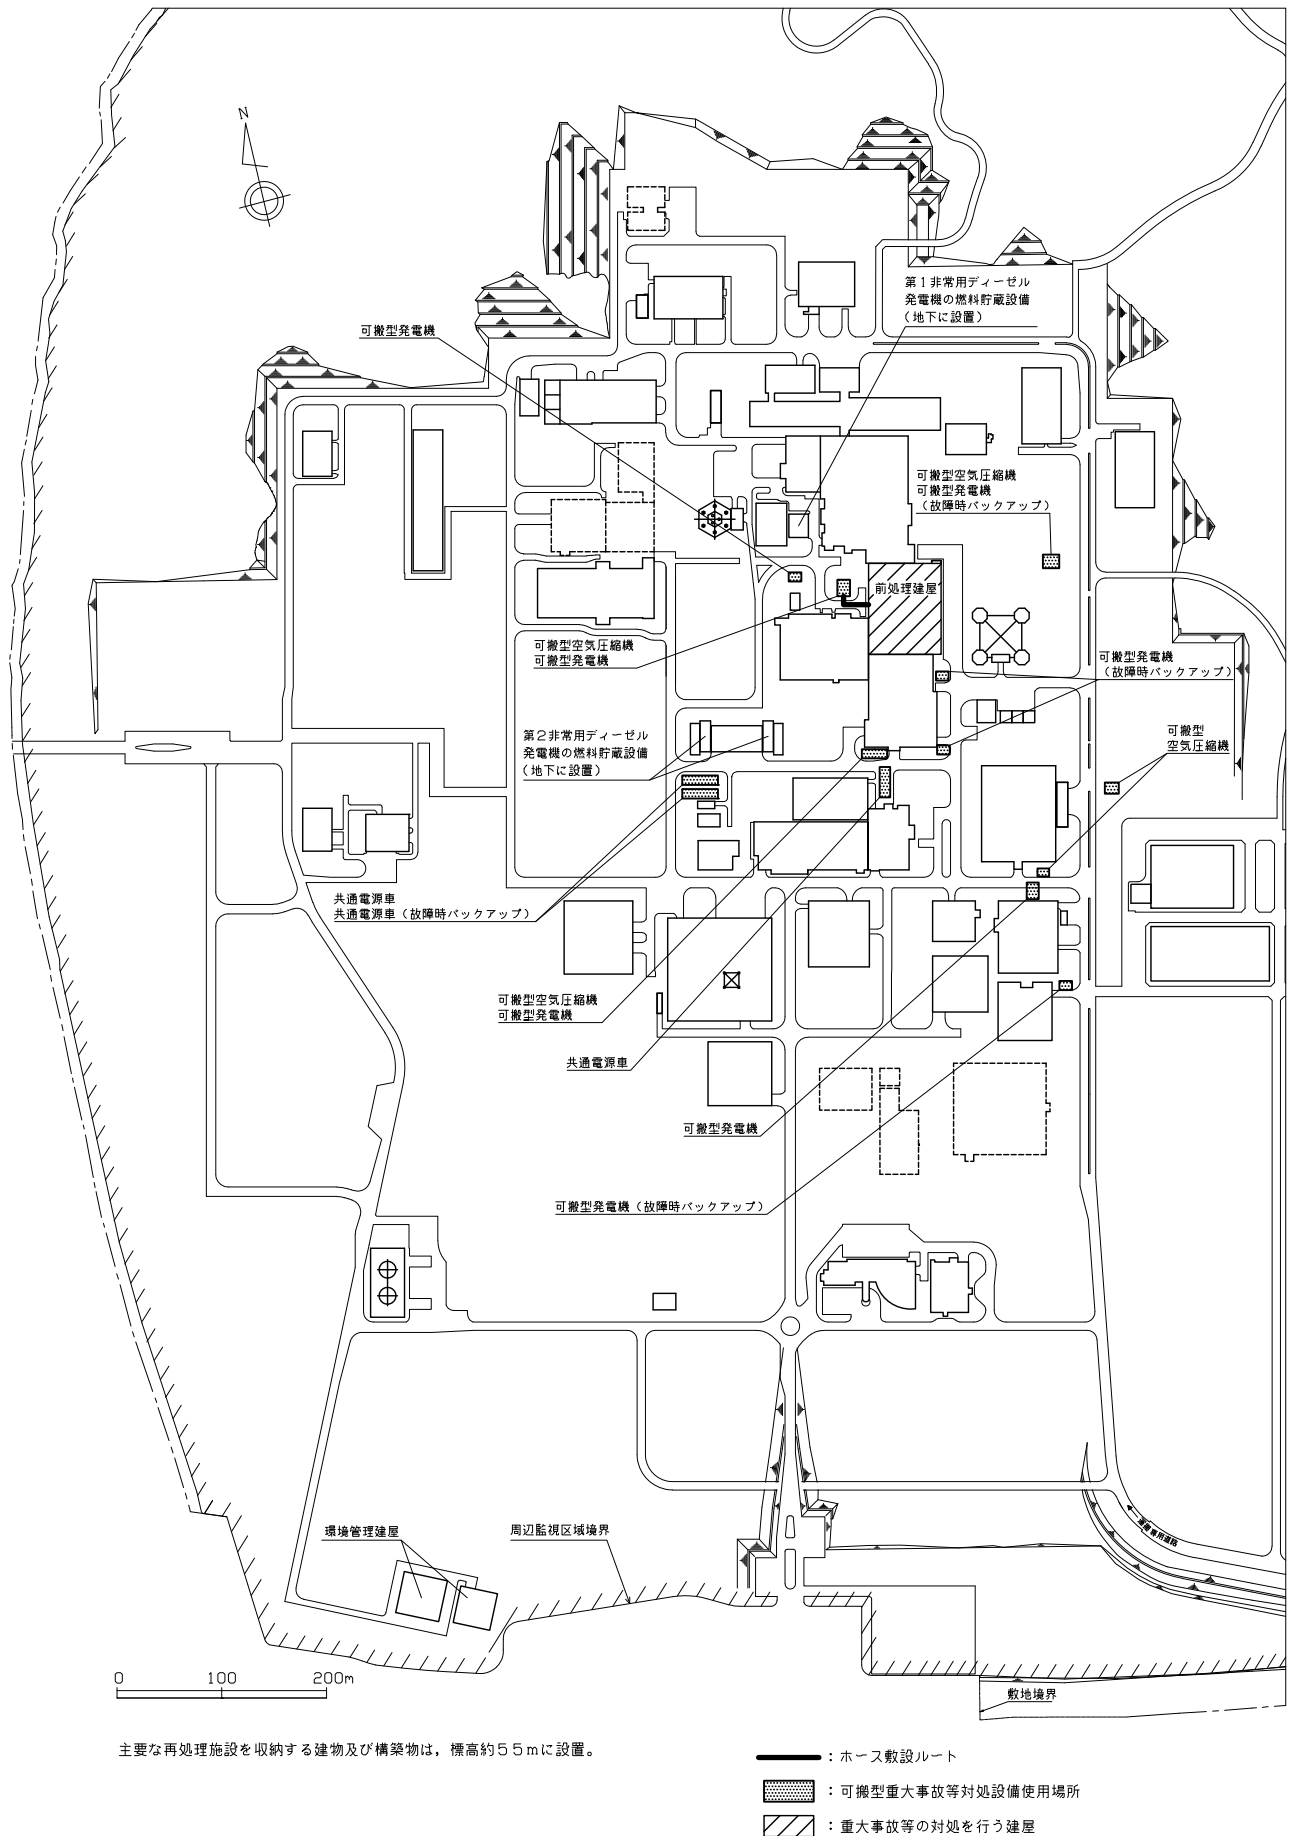 N
第１非常用ディーゼル
発電機の燃料貯蔵設備
（地下に設置）
可搬型発電機
可搬型空気圧縮機
可搬型発電機
（故障時バックアップ）
前処理建屋
可搬型空気圧縮機
可搬型発電機
可搬型発電機
（故障時バックアップ）
第２非常用ディーゼル
発電機の燃料貯蔵設備
（地下に設置）
可搬型
空気圧縮機
共通電源車
共通電源車（故障時バックアップ）
可搬型空気圧縮機
可搬型発電機
共通電源車
可搬型発電機
可搬型発電機（故障時バックアップ）
環境管理建屋
周辺監視区域境界
0 100 200m
敷地境界
主要な再処理施設を収納する建物及び構築物は，標高約５５ｍに設置。
：ホース敷設ルート
：可搬型重大事故等対処設備使用場所
：重大事故等の対処を行う建屋